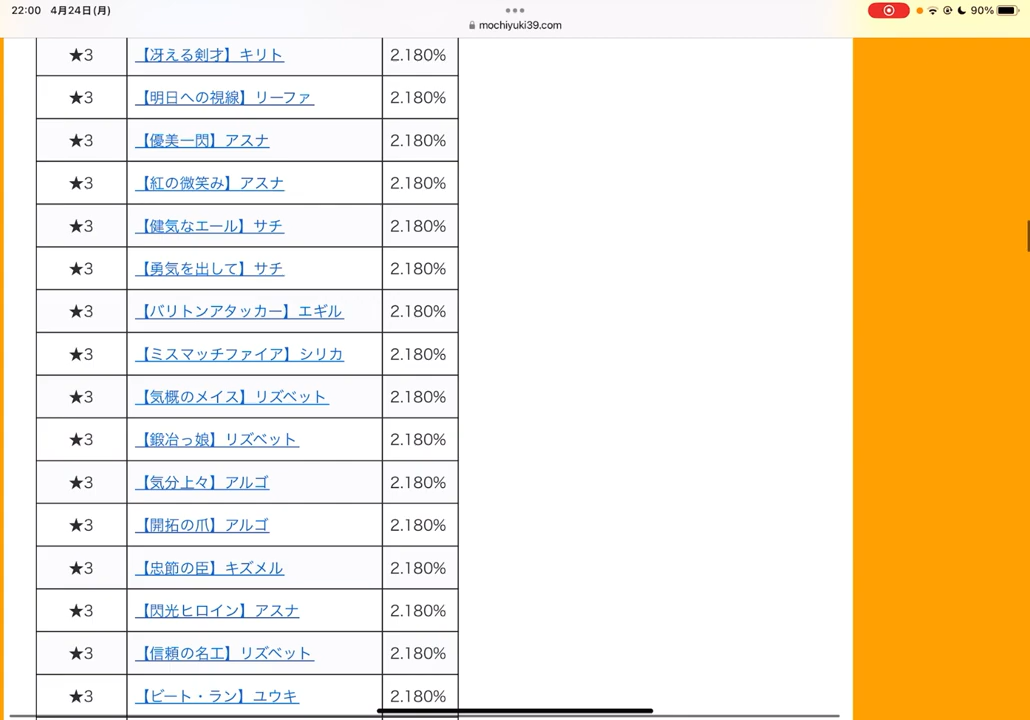 22:00 4月24日(月)
90%
mochiyuki39.com
★3 【冴える剣才】キリト 2.180%
★3 【明日への視線】リーファ 2.180%
★3 【優美一閃】アスナ 2.180%
★3 【紅の微笑み】アスナ 2.180%
★3 【健気なエール】サチ 2.180%
★3 【勇気を出して】サチ 2.180%
★3 【バリトンアタッカー】エギル 2.180%
★3 【ミスマッチファイア】シリカ 2.180%
★3 【気概のメイス】リズベット 2.180%
★3 【鍛冶っ娘】リズベット 2.180%
★3 【気分上々】アルゴ 2.180%
★3 【開拓の爪】アルゴ 2.180%
★3 【忠節の臣】キズメル 2.180%
★3 【閃光ヒロイン】アスナ 2.180%
★3 【信頼の名工】リズベット 2.180%
★3 【ビート・ラン】ユウキ 2.180%